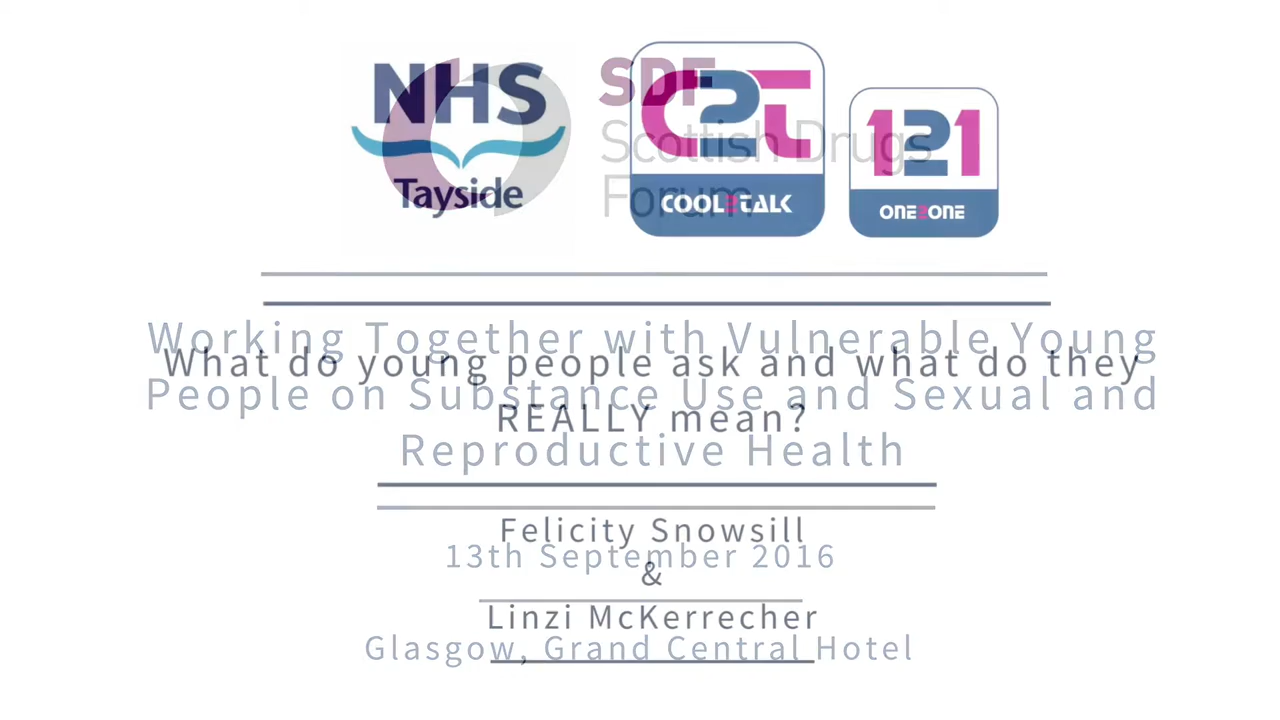 NHS
Tayside
SDF
Scottish Drugs
Forum
C2T
COOL2TALK
121
ONE2ONE
Working Together with Vulnerable Young
People on Substance Use and Sexual and
Reproductive Health
What do young people ask and what do they
REALLY mean?
13th September 2016
Glasgow, Grand Central Hotel
Felicity Snowsill
&
Linzi McKerrecher